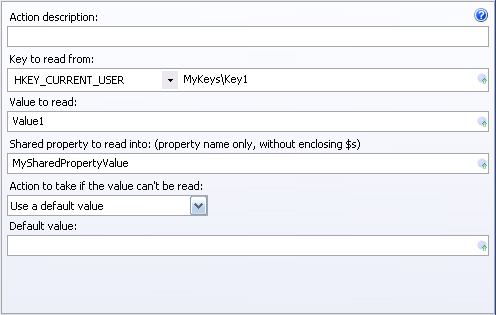 Action description:
Key to read from:
HKEY_CURRENT_USER MyKeys\Key1
Value to read:
Value1
Shared property to read into: (property name only, without enclosing $s)
MySharedPropertyValue
Action to take if the value can't be read:
Use a default value
Default value: